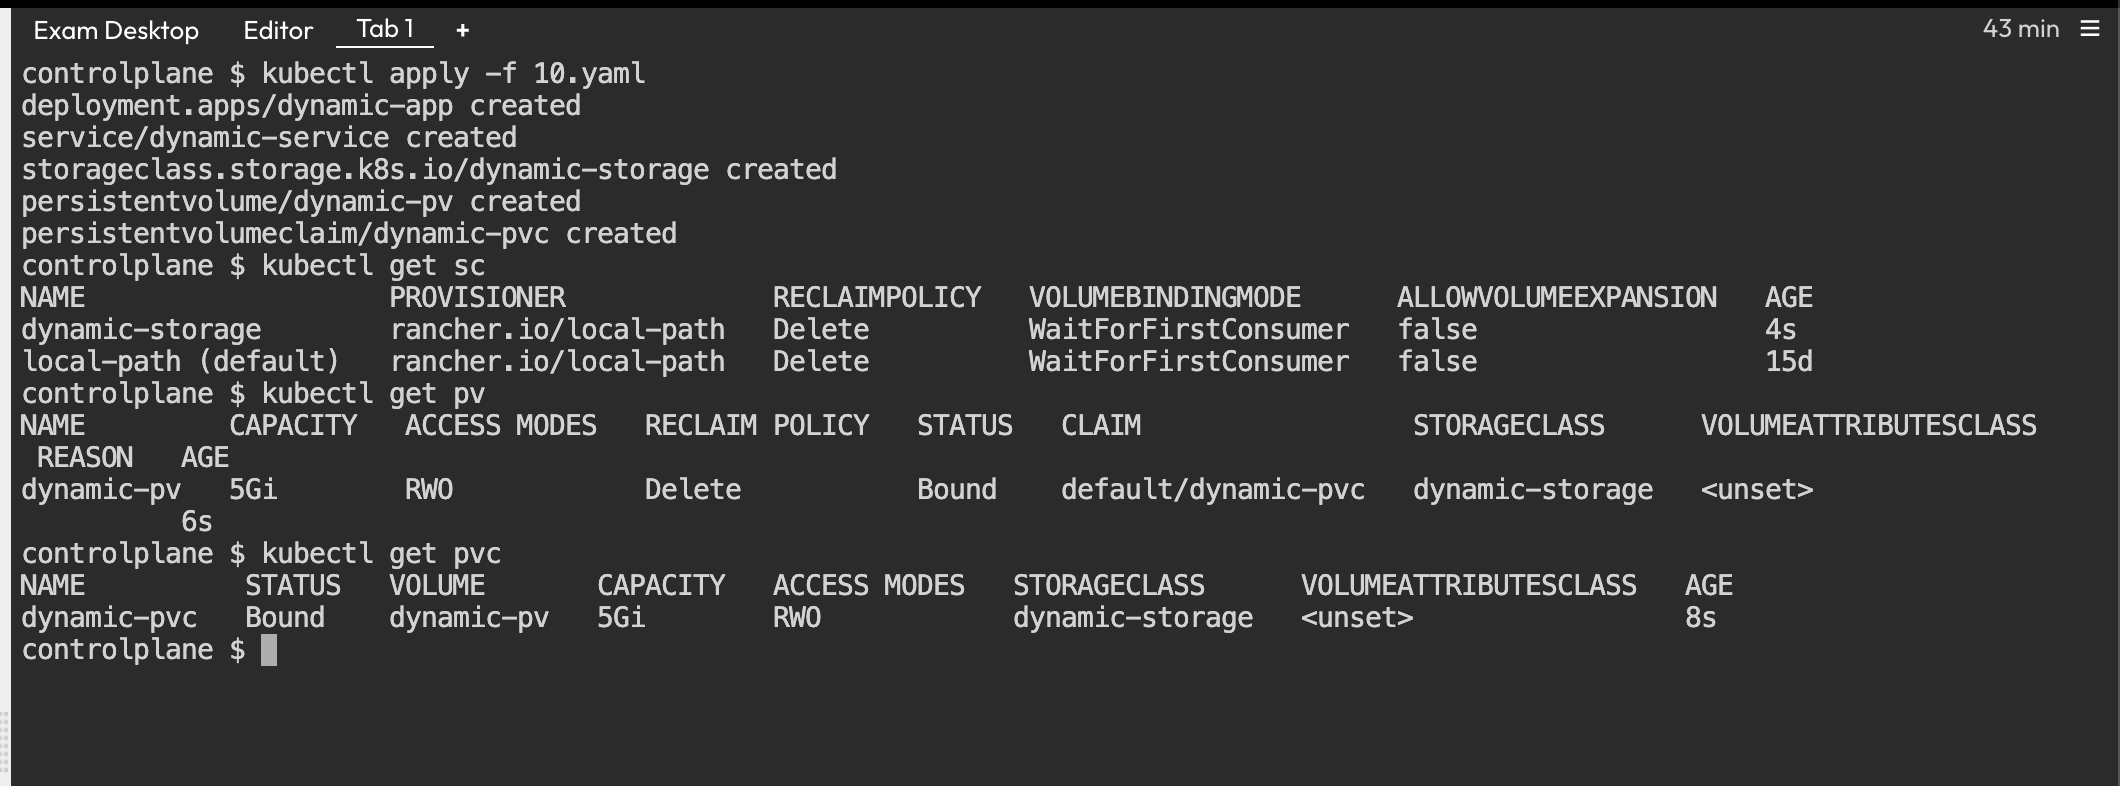 Exam Desktop Editor Tab 1 + 43 min
controlplane $ kubectl apply -f 10.yaml
deployment.apps/dynamic-app created
service/dynamic-service created
storageclass.storage.k8s.io/dynamic-storage created
persistentvolume/dynamic-pv created
persistentvolumeclaim/dynamic-pvc created
controlplane $ kubectl get sc
NAME                   PROVISIONER             RECLAIMPOLICY   VOLUMEBINDINGMODE      ALLOWVOLUMEEXPANSION   AGE
dynamic-storage        rancher.io/local-path   Delete          WaitForFirstConsumer   false                  4s
local-path (default)   rancher.io/local-path   Delete          WaitForFirstConsumer   false                  15d
controlplane $ kubectl get pv
NAME         CAPACITY   ACCESS MODES   RECLAIM POLICY   STATUS   CLAIM                 STORAGECLASS      VOLUMEATTRIBUTESCLASS
 REASON   AGE
dynamic-pv   5Gi        RWO            Delete           Bound    default/dynamic-pvc   dynamic-storage   <unset>
          6s
controlplane $ kubectl get pvc
NAME          STATUS   VOLUME       CAPACITY   ACCESS MODES   STORAGECLASS      VOLUMEATTRIBUTESCLASS   AGE
dynamic-pvc   Bound    dynamic-pv   5Gi        RWO            dynamic-storage   <unset>                 8s
controlplane $